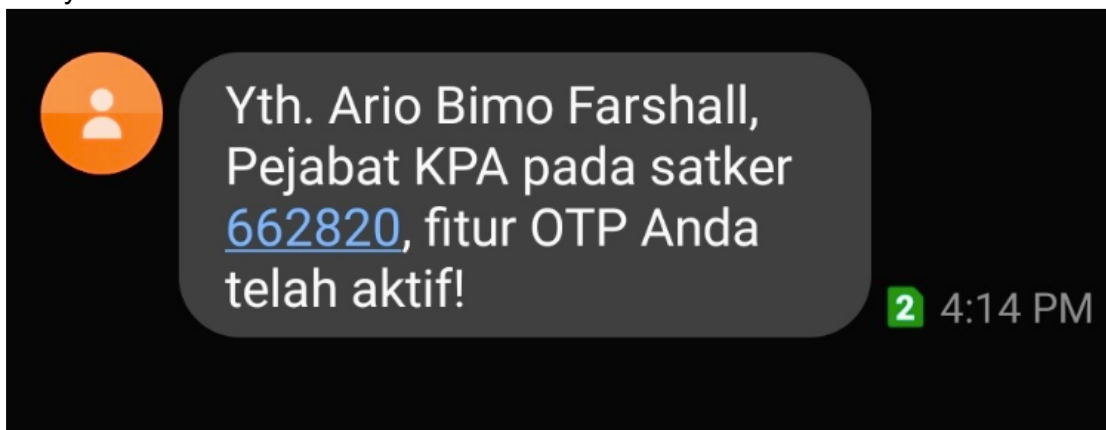 Yth. Ario Bimo Farshall,
Pejabat KPA pada satker
662820, fitur OTP Anda
telah aktif!
2 4:14 PM